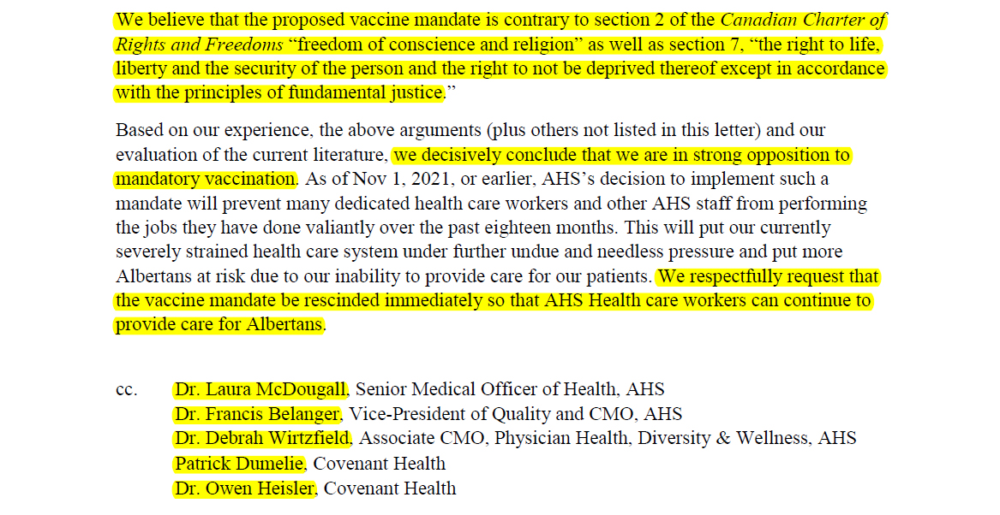 We believe that the proposed vaccine mandate is contrary to section 2 of the Canadian Charter of
Rights and Freedoms “freedom of conscience and religion” as well as section 7, “the right to life,
liberty and the security of the person and the right to not be deprived thereof except in accordance
with the principles of fundamental justice.”
Based on our experience, the above arguments (plus others not listed in this letter) and our
evaluation of the current literature, we decisively conclude that we are in strong opposition to
mandatory vaccination. As of Nov 1, 2021, or earlier, AHS’s decision to implement such a
mandate will prevent many dedicated health care workers and other AHS staff from performing
the jobs they have done valiantly over the past eighteen months. This will put our currently
severely strained health care system under further undue and needless pressure and put more
Albertans at risk due to our inability to provide care for our patients. We respectfully request that
the vaccine mandate be rescinded immediately so that AHS Health care workers can continue to
provide care for Albertans.
cc. Dr. Laura McDougall, Senior Medical Officer of Health, AHS
Dr. Francis Belanger, Vice-President of Quality and CMO, AHS
Dr. Debrah Wirtzfield, Associate CMO, Physician Health, Diversity & Wellness, AHS
Patrick Dumelie, Covenant Health
Dr. Owen Heisler, Covenant Health